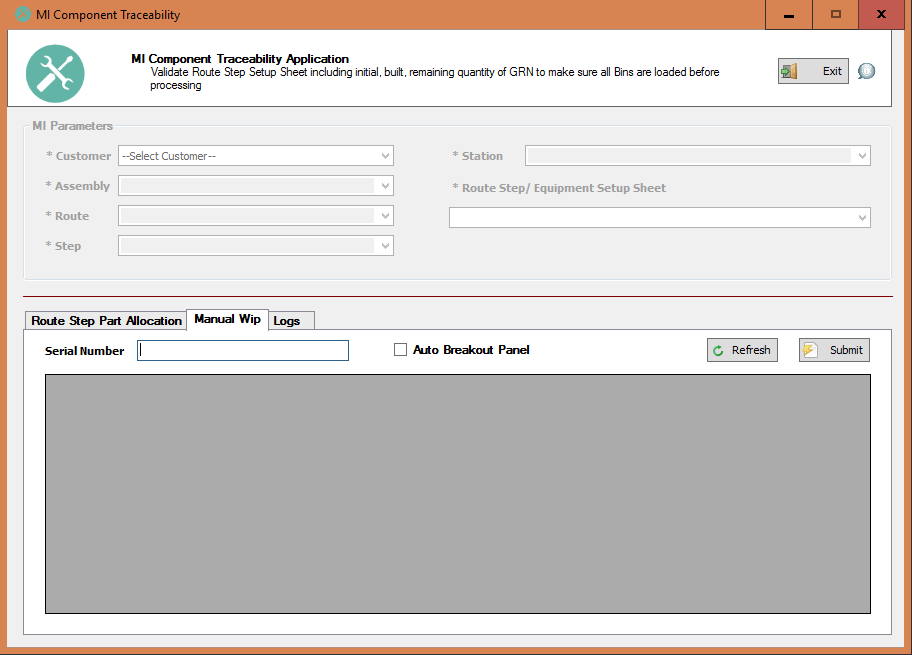 MI Component Traceability
X
MI Component Traceability Application
Validate Route Step Setup Sheet including initial, built, remaining quantity of GRN to make sure all Bins are loaded before
processing
Exit
MI Parameters
* Customer
--Select Customer--
* Station
* Assembly
* Route Step/ Equipment Setup Sheet
* Route
* Step
Route Step Part Allocation
Manual Wip
Logs
Serial Number
Auto Breakout Panel
Refresh
Submit